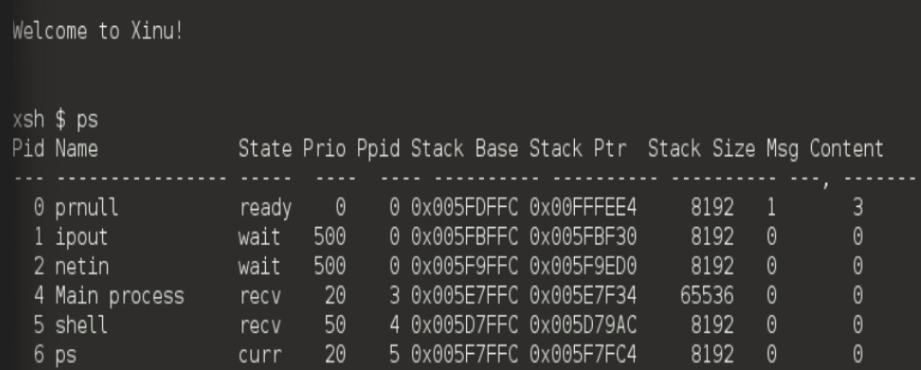 Welcome to Xinu!
xsh $ ps
Pid Name             State Prio Ppid Stack Base Stack Ptr  Stack Size Msg Content
--- ---------------- -----  ----  ---- ---------- ---------- ---------- ---, -------
  0 prnull           ready    0    0 0x005FDFFC 0x00FFFEE4     8192   1       3
  1 ipout            wait   500    0 0x005FBFFC 0x005FBF30     8192   0       0
  2 netin            wait   500    0 0x005F9FFC 0x005F9ED0     8192   0       0
  4 Main process     recv    20    3 0x005E7FFC 0x005E7F34    65536   0       0
  5 shell            recv    50    4 0x005D7FFC 0x005D79AC     8192   0       0
  6 ps               curr    20    5 0x005F7FFC 0x005F7FC4     8192   0       0